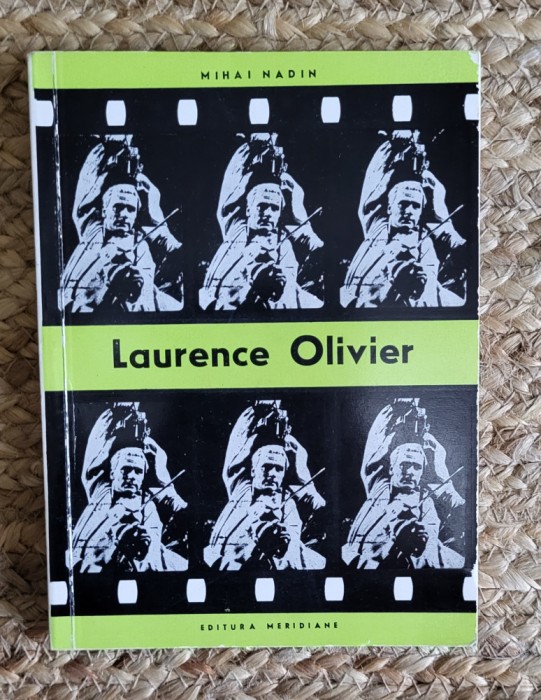 MIHAI NADIN
Laurence Olivier
EDITURA MERIDIANE